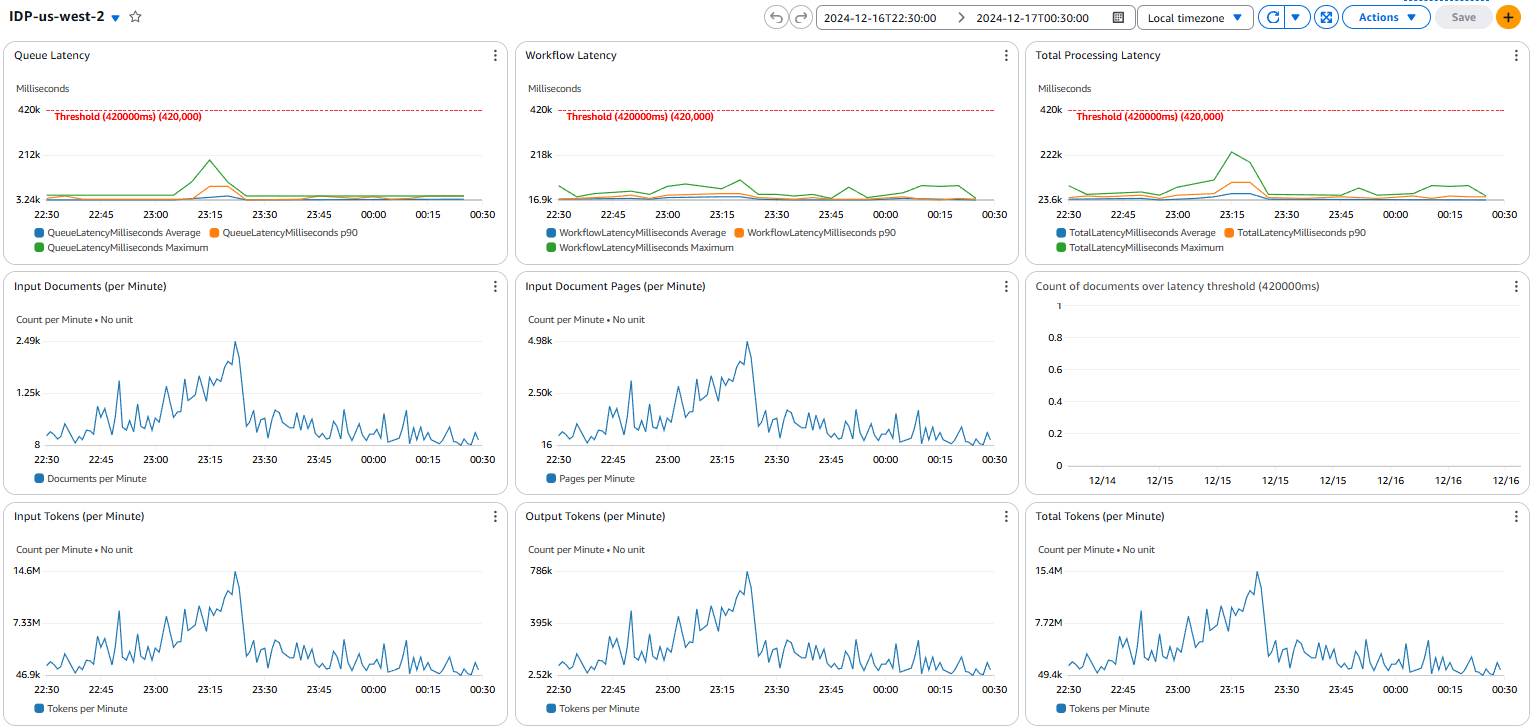 IDP-us-west-2
2024-12-16T22:30:00 2024-12-17T00:30:00 Local timezone Actions Save
Queue Latency
Milliseconds
420k
Threshold (420000ms) (420,000)
212k
3.24k
22:30 22:45 23:00 23:15 23:30 23:45 00:00 00:15 00:30
QueueLatencyMilliseconds Average QueueLatencyMilliseconds p90
QueueLatencyMilliseconds Maximum
Workflow Latency
Milliseconds
420k
Threshold (420000ms) (420,000)
218k
16.9k
22:30 22:45 23:00 23:15 23:30 23:45 00:00 00:15 00:30
WorkflowLatencyMilliseconds Average WorkflowLatencyMilliseconds p90
WorkflowLatencyMilliseconds Maximum
Total Processing Latency
Milliseconds
420k
Threshold (420000ms) (420,000)
222k
23.6k
22:30 22:45 23:00 23:15 23:30 23:45 00:00 00:15 00:30
TotalLatencyMilliseconds Average TotalLatencyMilliseconds p90
TotalLatencyMilliseconds Maximum
Input Documents (per Minute)
Count per Minute • No unit
2.49k
1.25k
8
22:30 22:45 23:00 23:15 23:30 23:45 00:00 00:15 00:30
Documents per Minute
Input Document Pages (per Minute)
Count per Minute • No unit
4.98k
2.50k
16
22:30 22:45 23:00 23:15 23:30 23:45 00:00 00:15 00:30
Pages per Minute
Count of documents over latency threshold (420000ms)
1
0.8
0.6
0.4
0.2
0
12/14 12/15 12/15 12/15 12/15 12/16 12/16 12/16
Input Tokens (per Minute)
Count per Minute • No unit
14.6M
7.33M
46.9k
22:30 22:45 23:00 23:15 23:30 23:45 00:00 00:15 00:30
Tokens per Minute
Output Tokens (per Minute)
Count per Minute • No unit
786k
395k
2.52k
22:30 22:45 23:00 23:15 23:30 23:45 00:00 00:15 00:30
Tokens per Minute
Total Tokens (per Minute)
Count per Minute • No unit
15.4M
7.72M
49.4k
22:30 22:45 23:00 23:15 23:30 23:45 00:00 00:15 00:30
Tokens per Minute